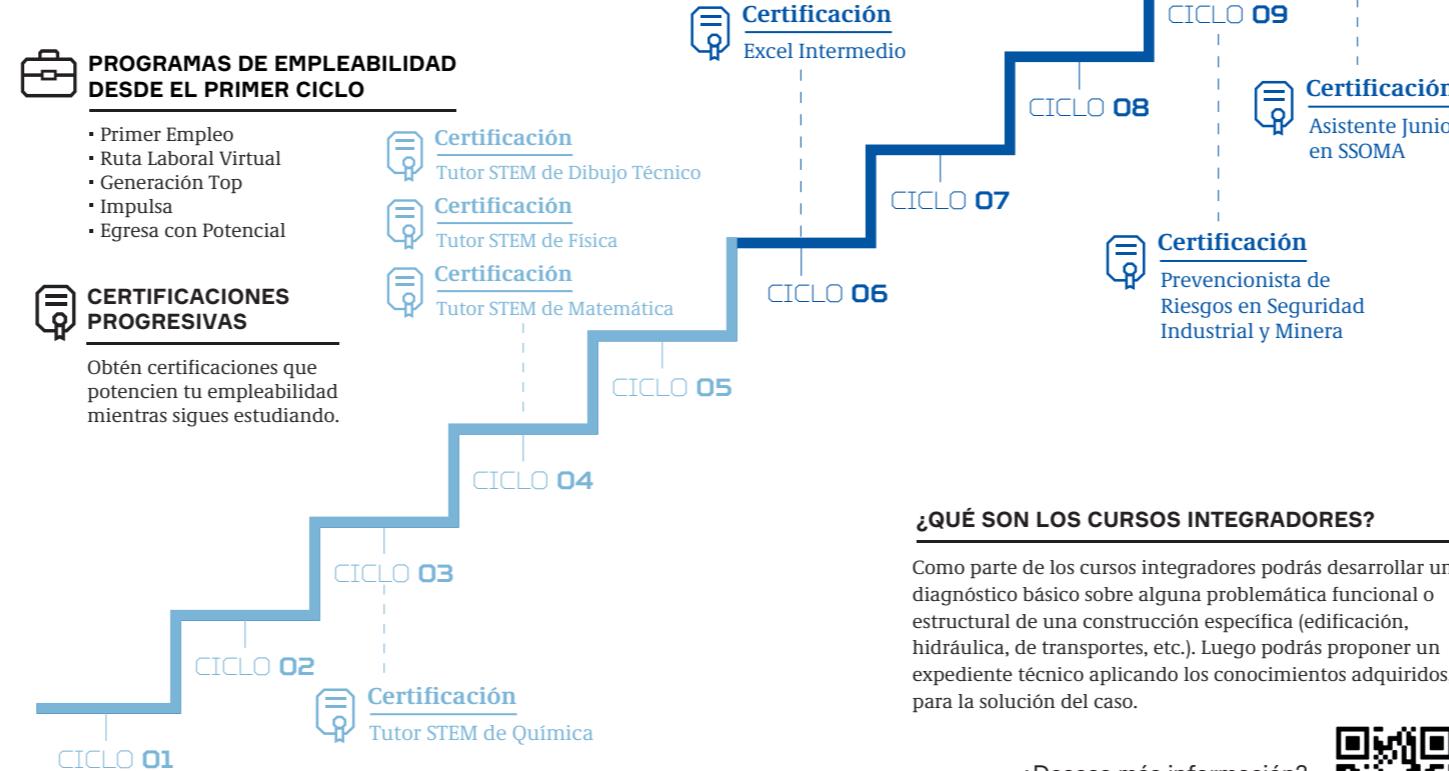 PROGRAMAS DE EMPLEABILIDAD
DESDE EL PRIMER CICLO
▪ Primer Empleo
▪ Ruta Laboral Virtual
▪ Generación Top
▪ Impulsa
▪ Egresa con Potencial
CERTIFICACIONES
PROGRESIVAS
Obtén certificaciones que
potencien tu empleabilidad
mientras sigues estudiando.
Certificación
Tutor STEM de Dibujo Técnico
Certificación
Tutor STEM de Física
Certificación
Tutor STEM de Matemática
Certificación
Excel Intermedio
CICLO 09
CICLO 08
Certificación
Asistente Junio
en SSOMA
CICLO 07
Certificación
Prevencionista de
Riesgos en Seguridad
Industrial y Minera
CICLO 06
CICLO 05
CICLO 04
CICLO 03
CICLO 02
Certificación
Tutor STEM de Química
CICLO 01
¿QUÉ SON LOS CURSOS INTEGRADORES?
Como parte de los cursos integradores podrás desarrollar un
diagnóstico básico sobre alguna problemática funcional o
estructural de una construcción específica (edificación,
hidráulica, de transportes, etc.). Luego podrás proponer un
expediente técnico aplicando los conocimientos adquiridos
para la solución del caso.
¿Deseas más información?